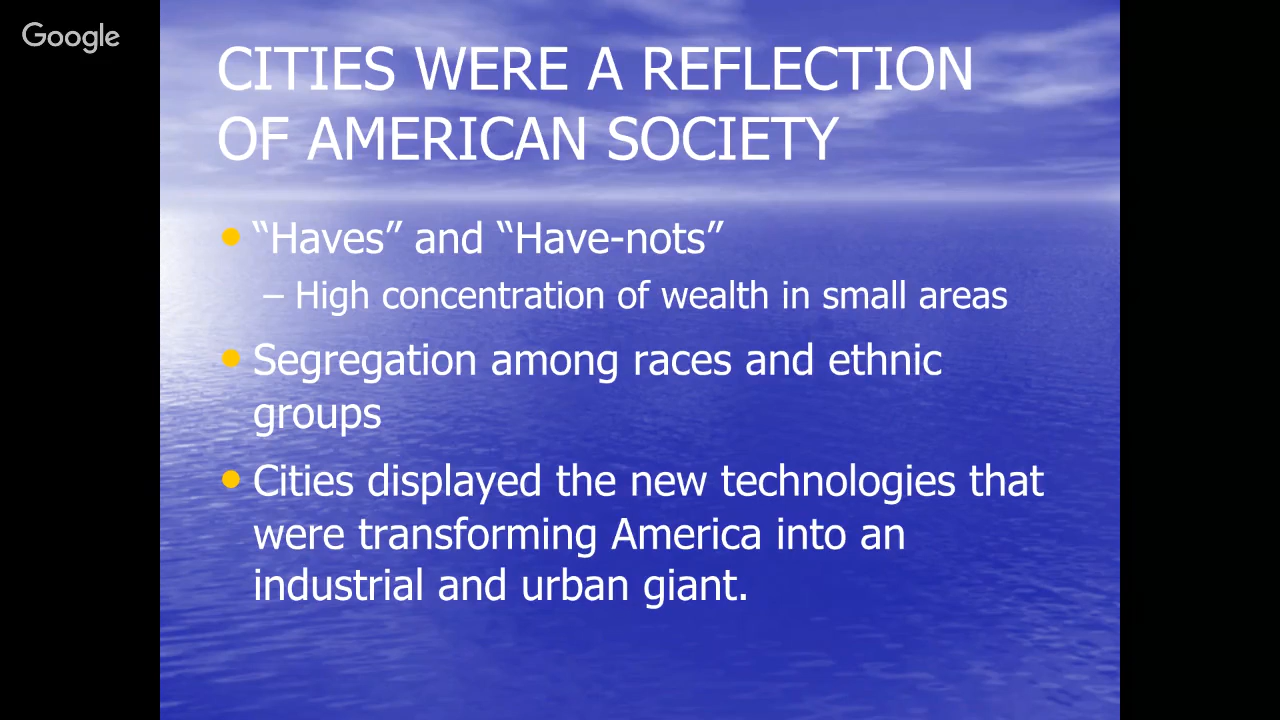 Google
CITIES WERE A REFLECTION
OF AMERICAN SOCIETY
• “Haves” and “Have-nots”
– High concentration of wealth in small areas
• Segregation among races and ethnic
groups
• Cities displayed the new technologies that
were transforming America into an
industrial and urban giant.